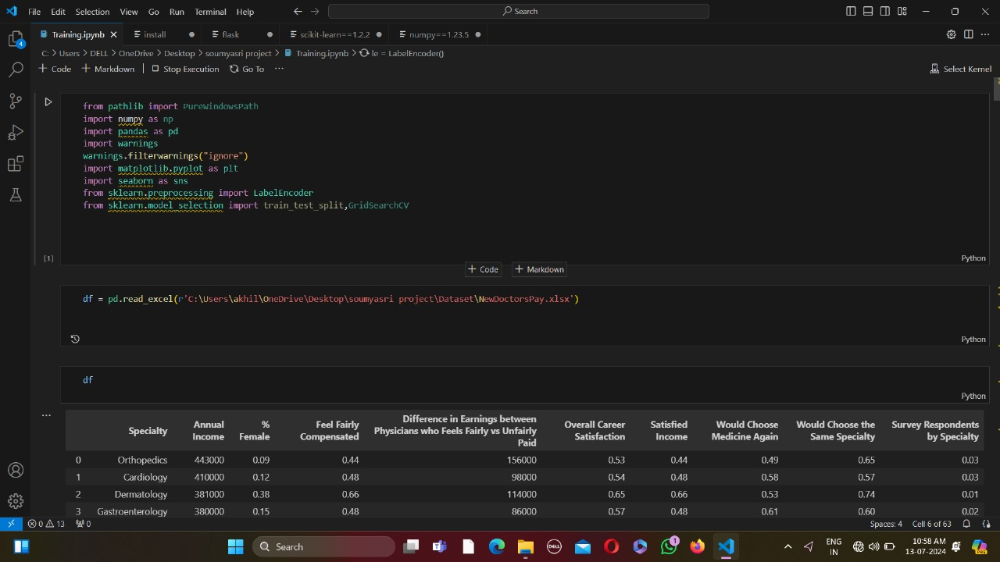 File Edit Selection View Go Run Terminal Help Search
Training.ipynb install flask scikit-learn==1.2.2 numpy==1.23.5
C: > Users > DELL > OneDrive > Desktop > soumyasri project > Training.ipynb > le = LabelEncoder()
+ Code + Markdown | Stop Execution Go To ... Select Kernel
4
from pathlib import PureWindowsPath
import numpy as np
import pandas as pd
import warnings
warnings.filterwarnings("ignore")
import matplotlib.pyplot as plt
import seaborn as sns
from sklearn.preprocessing import LabelEncoder
from sklearn.model_selection import train_test_split,GridSearchCV
[1] Python
+ Code + Markdown
df = pd.read_excel(r'C:\Users\akhil\OneDrive\Desktop\soumyasri project\Dataset\NewDoctorsPay.xlsx')
Python
df
Python
...
Specialty Annual Income % Female Feel Fairly Compensated Difference in Earnings between Physicians who Feels Fairly vs Unfairly Paid Overall Career Satisfaction Satisfied Income Would Choose Medicine Again Would Choose the Same Specialty Survey Respondents by Specialty
0 Orthopedics 443000 0.09 0.44 156000 0.53 0.44 0.49 0.65 0.03
1 Cardiology 410000 0.12 0.48 98000 0.54 0.48 0.58 0.57 0.03
2 Dermatology 381000 0.38 0.66 114000 0.65 0.66 0.53 0.74 0.01
3 Gastroenterology 380000 0.15 0.48 86000 0.57 0.48 0.61 0.60 0.02
0 13 0 Spaces: 4 Cell 6 of 63
Search DELL 1 ENG 10:58 AM PRE
IN 13-07-2024